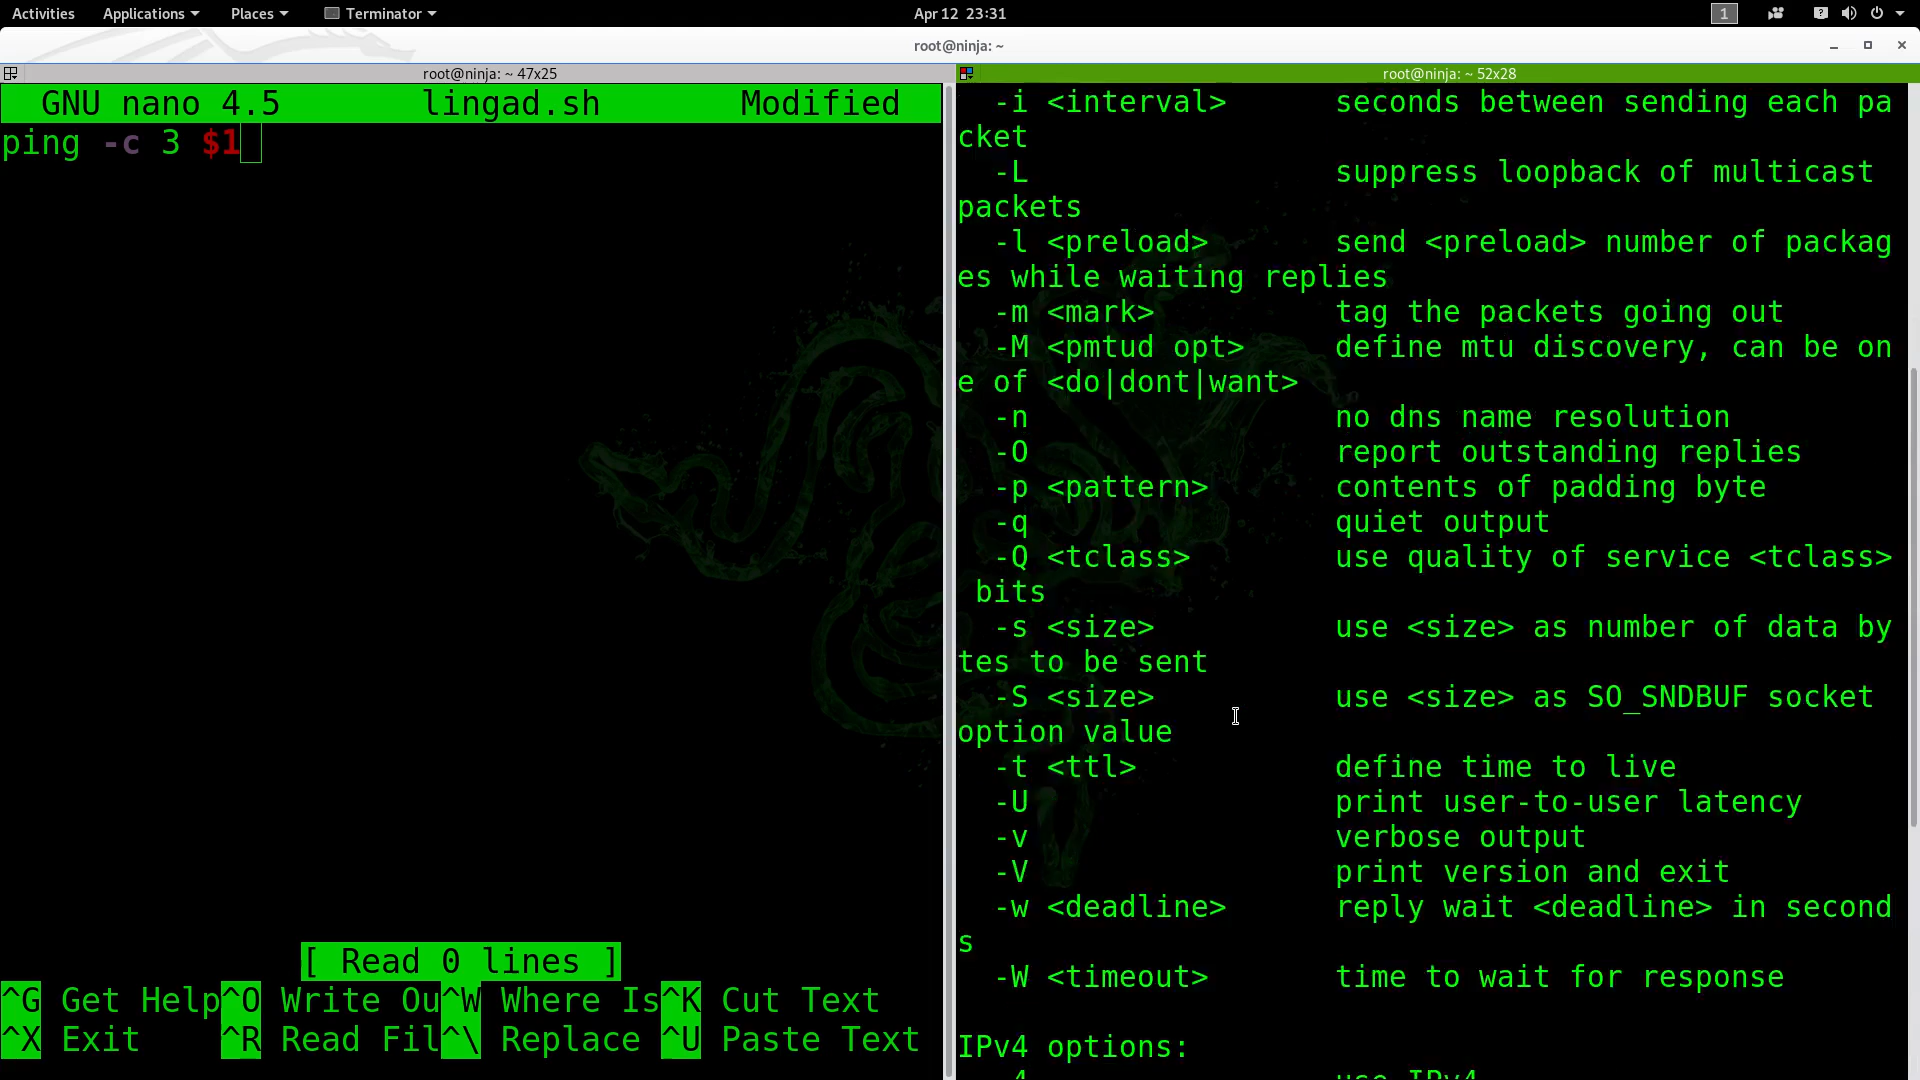 Activities Applications Places Terminator Apr 12 23:31 1
root@ninja: ~
root@ninja: ~ 47x25
GNU nano 4.5 lingad.sh Modified
ping -c 3 $1
[ Read 0 lines ]
^G Get Help ^O Write Ou ^W Where Is ^K Cut Text
^X Exit ^R Read Fil ^\ Replace ^U Paste Text
root@ninja: ~ 52x28
-i <interval> seconds between sending each pa
cket
-L suppress loopback of multicast
packets
-l <preload> send <preload> number of packag
es while waiting replies
-m <mark> tag the packets going out
-M <pmtud opt> define mtu discovery, can be on
e of <do|dont|want>
-n no dns name resolution
-O report outstanding replies
-p <pattern> contents of padding byte
-q quiet output
-Q <tclass> use quality of service <tclass>
bits
-s <size> use <size> as number of data by
tes to be sent
-S <size> use <size> as SO_SNDBUF socket
option value
-t <ttl> define time to live
-U print user-to-user latency
-v verbose output
-V print version and exit
-w <deadline> reply wait <deadline> in second
s
-W <timeout> time to wait for response
IPv4 options:
-4 use IPv4